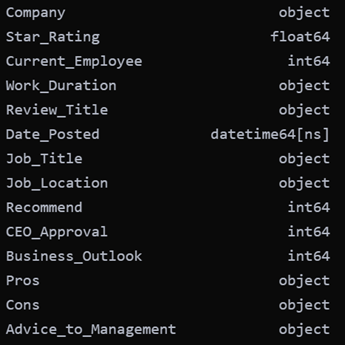 Company object
Star_Rating float64
Current_Employee int64
Work_Duration object
Review_Title object
Date_Posted datetime64[ns]
Job_Title object
Job_Location object
Recommend int64
CEO_Approval int64
Business_Outlook int64
Pros object
Cons object
Advice_to_Management object